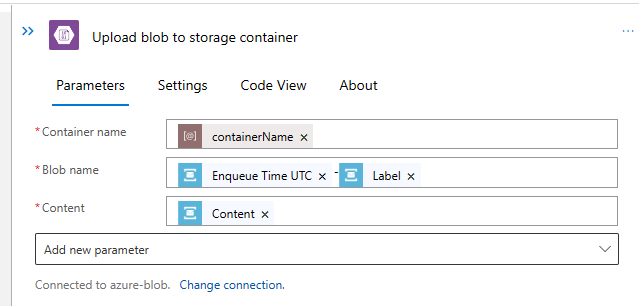 Upload blob to storage container
Parameters Settings Code View About
* Container name [@] containerName ×
* Blob name Enqueue Time UTC × - Label ×
* Content Content ×
Add new parameter
Connected to azure-blob. Change connection.